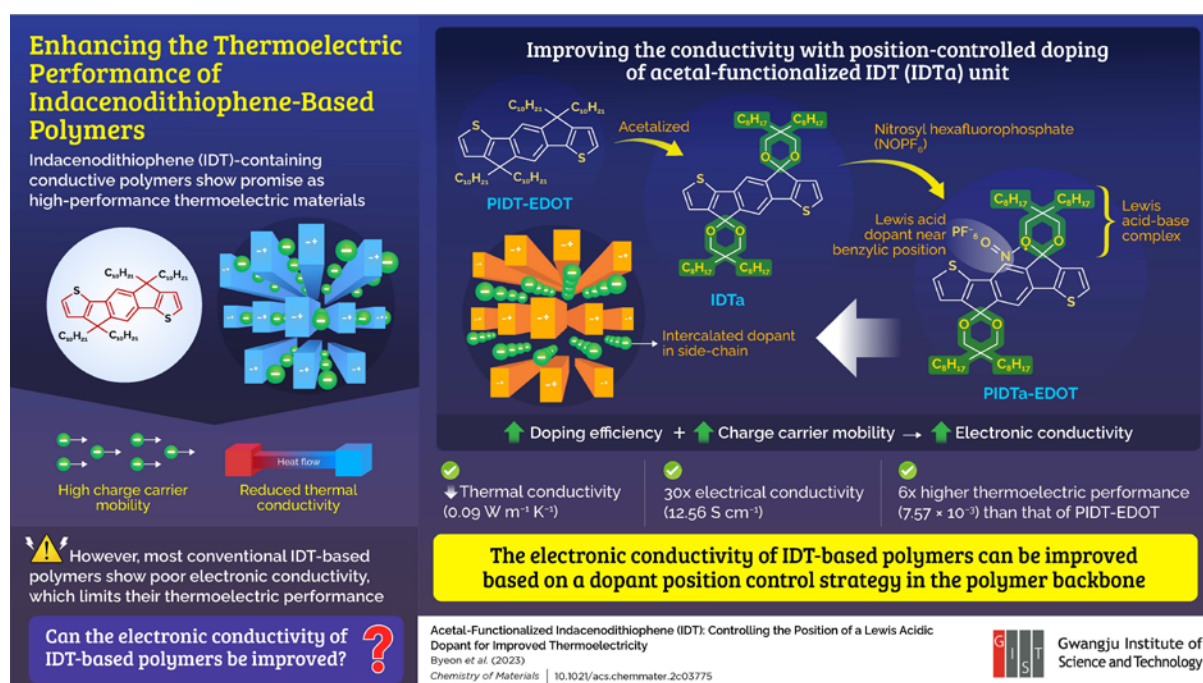 Enhancing the Thermoelectric
Performance of
Indacenodithiophene-Based
Polymers
Indacenodithiophene (IDT)-containing
conductive polymers show promise as
high-performance thermoelectric materials
C₁₀H₂₁
C₁₀H₂₁
S
S
C₁₀H₂₁
C₁₀H₂₁
High charge carrier
mobility
Heat flow
Reduced thermal
conductivity
However, most conventional IDT-based
polymers show poor electronic conductivity,
which limits their thermoelectric performance
Can the electronic conductivity of
IDT-based polymers be improved?
?
Improving the conductivity with position-controlled doping
of acetal-functionalized IDT (IDTa) unit
C₁₀H₂₁
C₁₀H₂₁
S
S
C₁₀H₂₁
C₁₀H₂₁
PIDT-EDOT
Acetalized
C₈H₁₇
C₈H₁₇
O
O
S
S
O
O
C₈H₁₇
C₈H₁₇
IDTa
Nitrosyl hexafluorophosphate
(NOPF₆)
Lewis acid
dopant near
benzylic position
PF⁻₆
O=N
C₈H₁₇
C₈H₁₇
O
O
Lewis
acid-base
complex
S
S
O
O
C₈H₁₇
C₈H₁₇
PIDTa-EDOT
Intercalated dopant
in side-chain
Doping efficiency + Charge carrier mobility → Electronic conductivity
Thermal conductivity
(0.09 W m⁻¹ K⁻¹)
30x electrical conductivity
(12.56 S cm⁻¹)
6x higher thermoelectric performance
(7.57 × 10⁻³) than that of PIDT-EDOT
The electronic conductivity of IDT-based polymers can be improved
based on a dopant position control strategy in the polymer backbone
Acetal-Functionalized Indacenodithiophene (IDT): Controlling the Position of a Lewis Acidic
Dopant for Improved Thermoelectricity
Byeon et al. (2023)
Chemistry of Materials | 10.1021/acs.chemmater.2c03775
GIST
Gwangju Institute of
Science and Technology